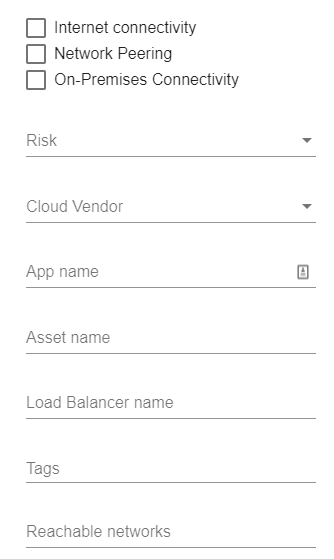 Internet connectivity
Network Peering
On-Premises Connectivity
Risk
Cloud Vendor
App name
Asset name
Load Balancer name
Tags
Reachable networks